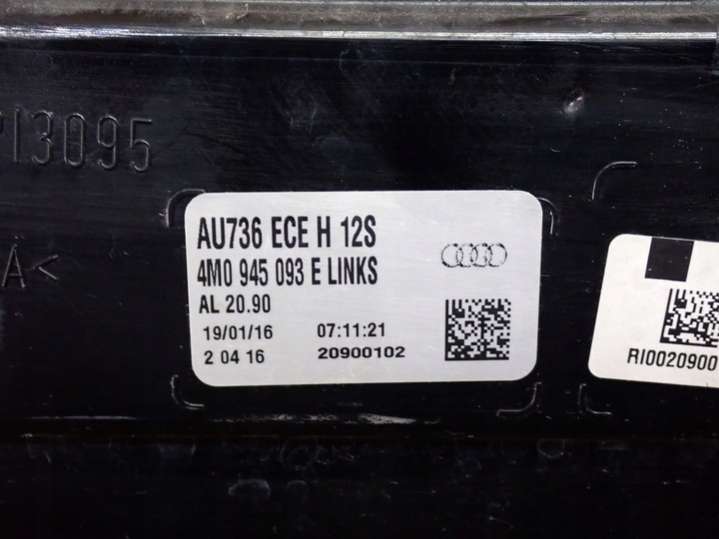 13095
A<
AU736 ECE H 12S
4M0 945 093 E LINKS
AL 20.90
19/01/16 07:11:21
2 04 16 20900102
RI0020900